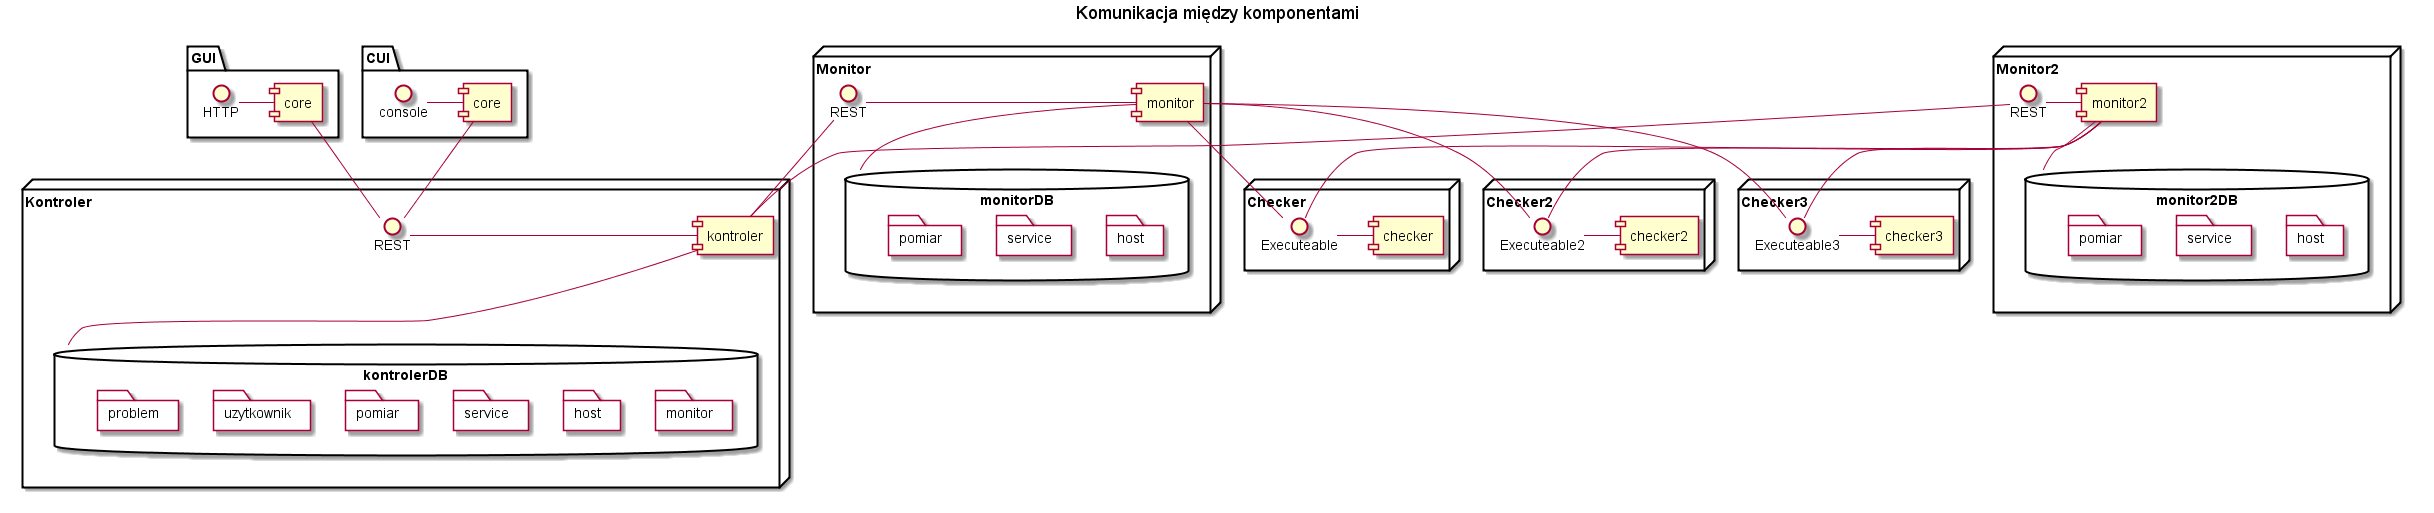 Komunikacja między komponentami
GUI
HTTP
core
CUI
console
core
Monitor
REST
monitor
monitorDB
pomiar
service
host
Monitor2
REST
monitor2
monitor2DB
pomiar
service
host
Kontroler
REST
kontroler
kontrolerDB
problem
uzytkownik
pomiar
service
host
monitor
Checker
Executeable
checker
Checker2
Executeable2
checker2
Checker3
Executeable3
checker3